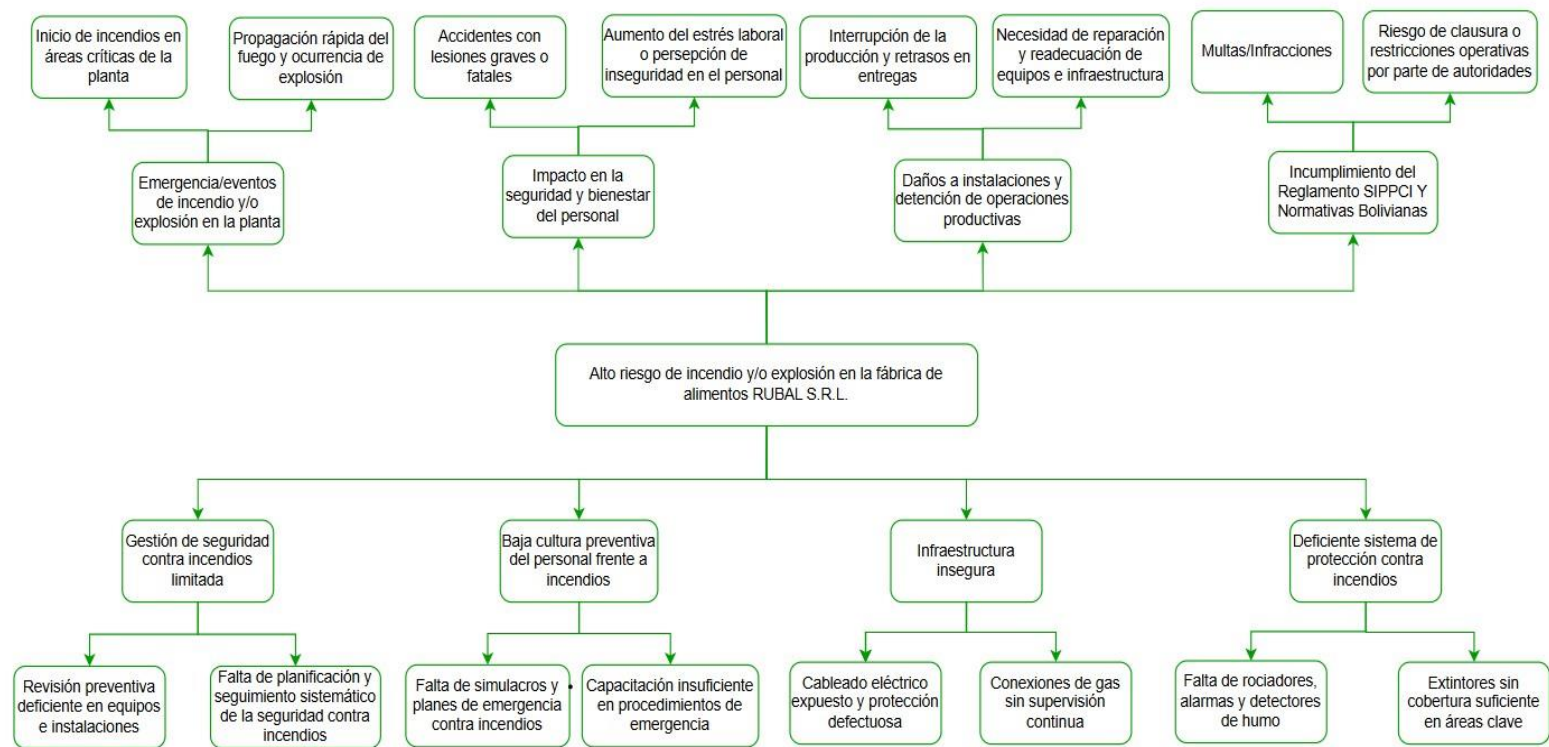 Inicio de incendios en
áreas críticas de la
planta
Propagación rápida del
fuego y ocurrencia de
explosión
Accidentes con
lesiones graves o
fatales
Aumento del estrés laboral
o persepción de
inseguridad en el personal
Interrupción de la
producción y retrasos en
entregas
Necesidad de reparación
y readecuación de
equipos e infraestructura
Multas/Infracciones
Riesgo de clausura o
restricciones operativas
por parte de autoridades
Emergencia/eventos
de incendio y/o
explosión en la planta
Impacto en la
seguridad y bienestar
del personal
Daños a instalaciones y
detención de operaciones
productivas
Incumplimiento del
Reglamento SIPPCI Y
Normativas Bolivianas
Alto riesgo de incendio y/o explosión en la fábrica de
alimentos RUBAL S.R.L.
Gestión de seguridad
contra incendios
limitada
Baja cultura preventiva
del personal frente a
incendios
Infraestructura
insegura
Deficiente sistema de
protección contra
incendios
Revisión preventiva
deficiente en equipos
e instalaciones
Falta de planificación y
seguimiento sistemático
de la seguridad contra
incendios
Falta de simulacros y
planes de emergencia
contra incendios
Capacitación insuficiente
en procedimientos de
emergencia
Cableado eléctrico
expuesto y protección
defectuosa
Conexiones de gas
sin supervisión
continua
Falta de rociadores,
alarmas y detectores
de humo
Extintores sin
cobertura suficiente
en áreas clave